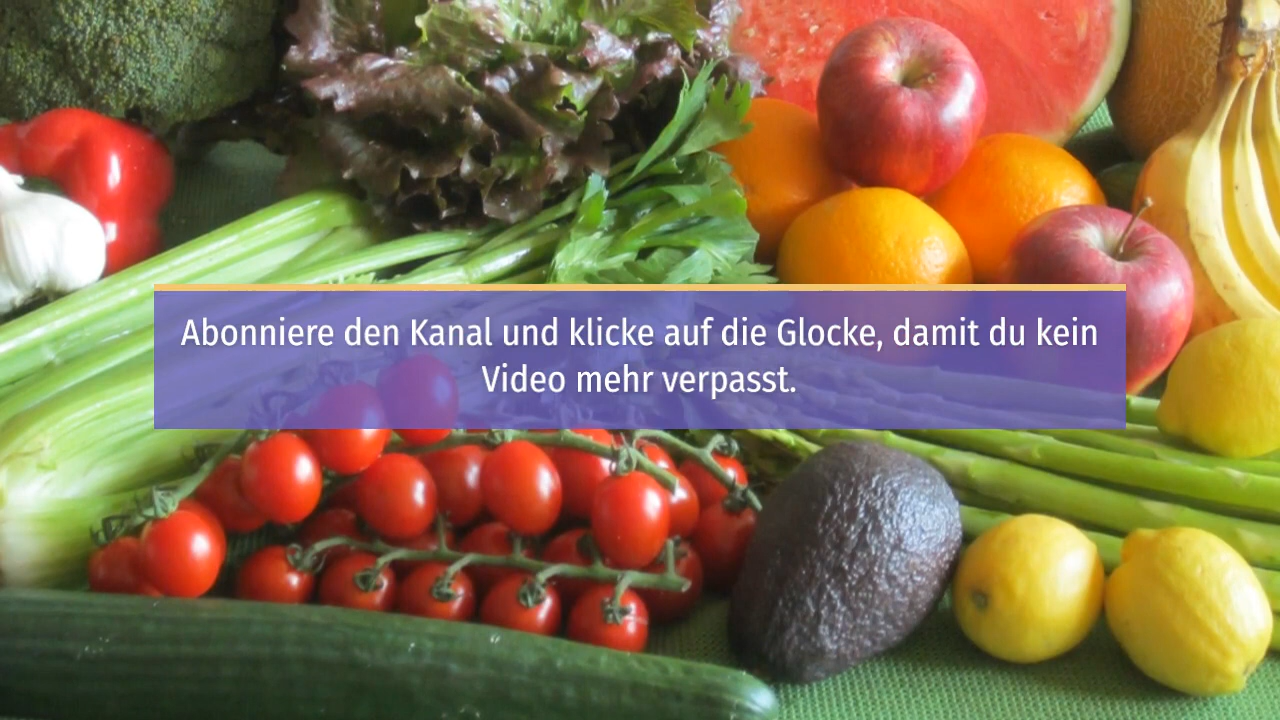 Abonniere den Kanal und klicke auf die Glocke, damit du kein
Video mehr verpasst.